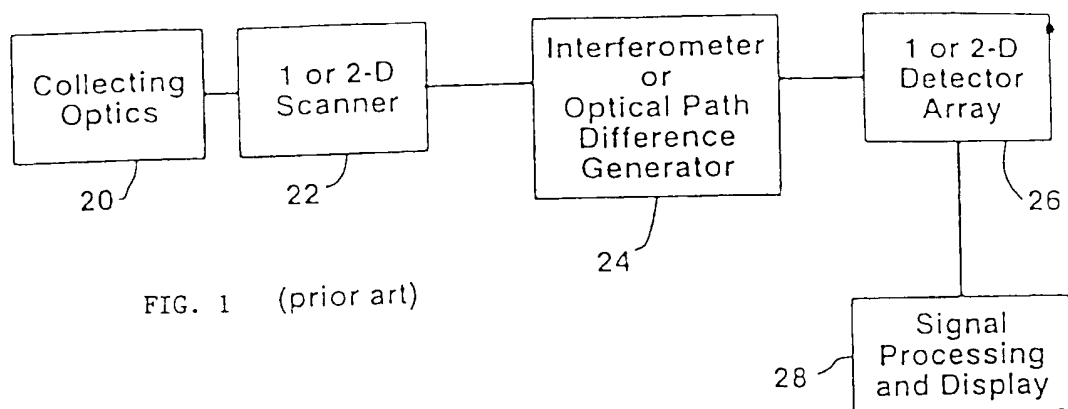 Collecting
Optics
20
1 or 2-D
Scanner
22
Interferometer
or
Optical Path
Difference
Generator
24
1 or 2-D
Detector
Array
26
Signal
Processing
and Display
28
FIG. 1 (prior art)